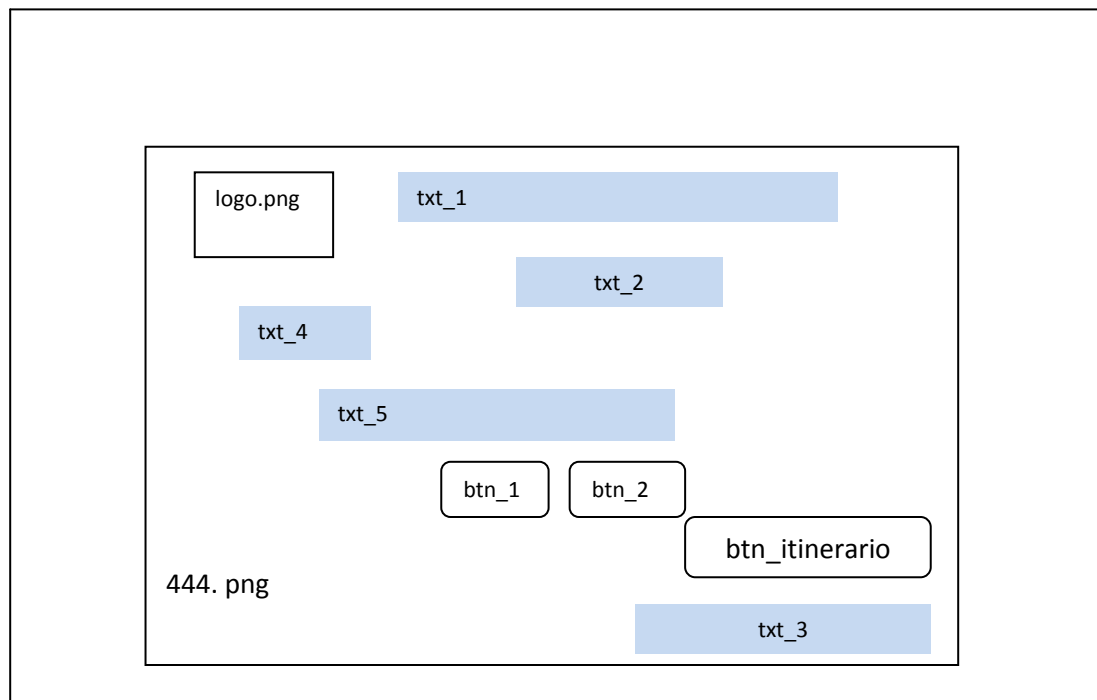 logo.png
txt_1
txt_2
txt_4
txt_5
btn_1
btn_2
btn_itinerario
444. png
txt_3